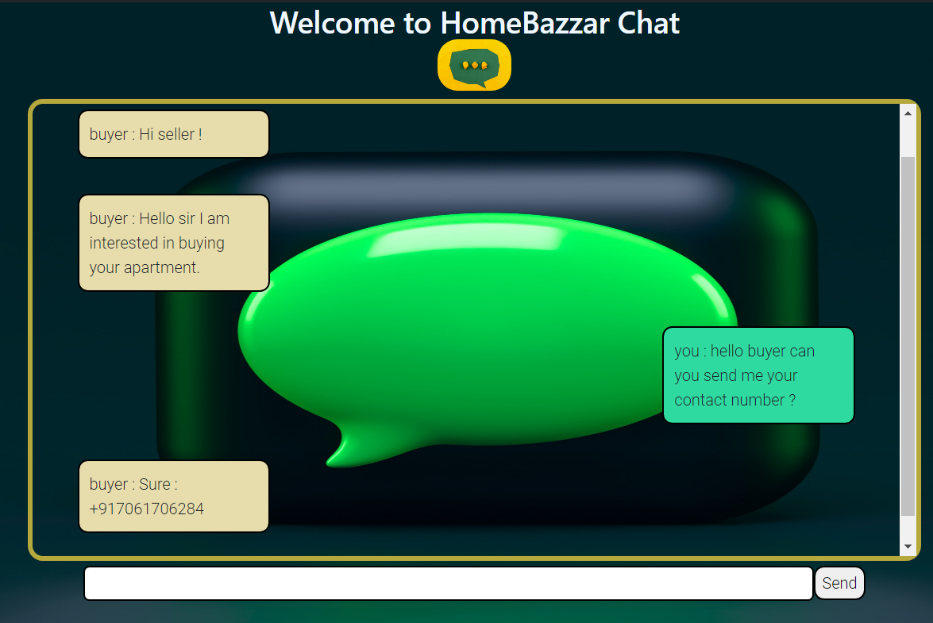 Welcome to HomeBazzar Chat
buyer : Hi seller !
buyer : Hello sir I am
interested in buying
your apartment.
you : hello buyer can
you send me your
contact number ?
buyer : Sure :
+917061706284
Send